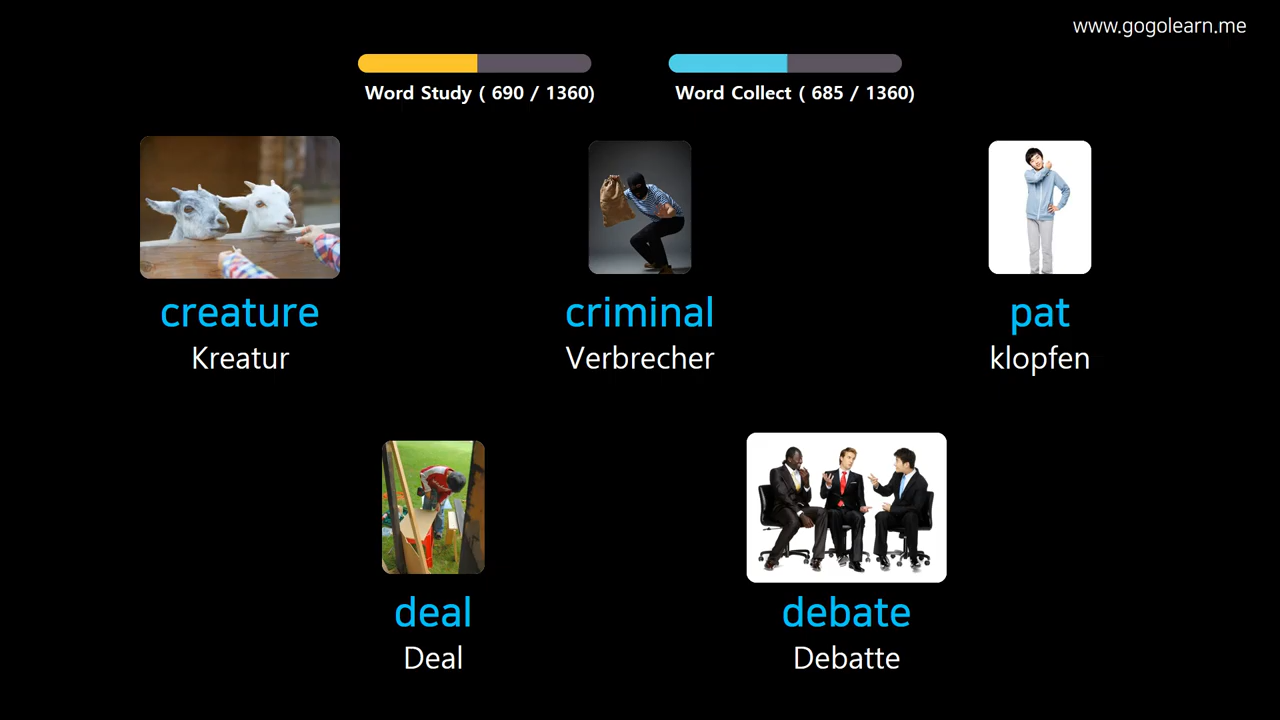 www.gogolearn.me
Word Study ( 690 / 1360)
Word Collect ( 685 / 1360)
creature
Kreatur
criminal
Verbrecher
pat
klopfen
deal
Deal
debate
Debatte